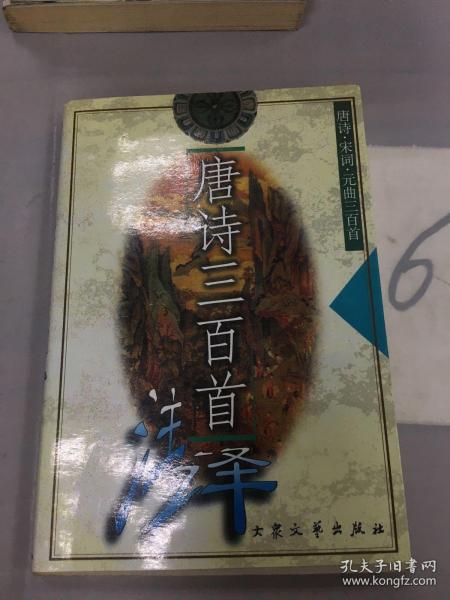 唐诗·宋词·元曲三百首
唐诗三百首
注译
大众文艺出版社
6
孔夫子旧书网
www.kongfz.com